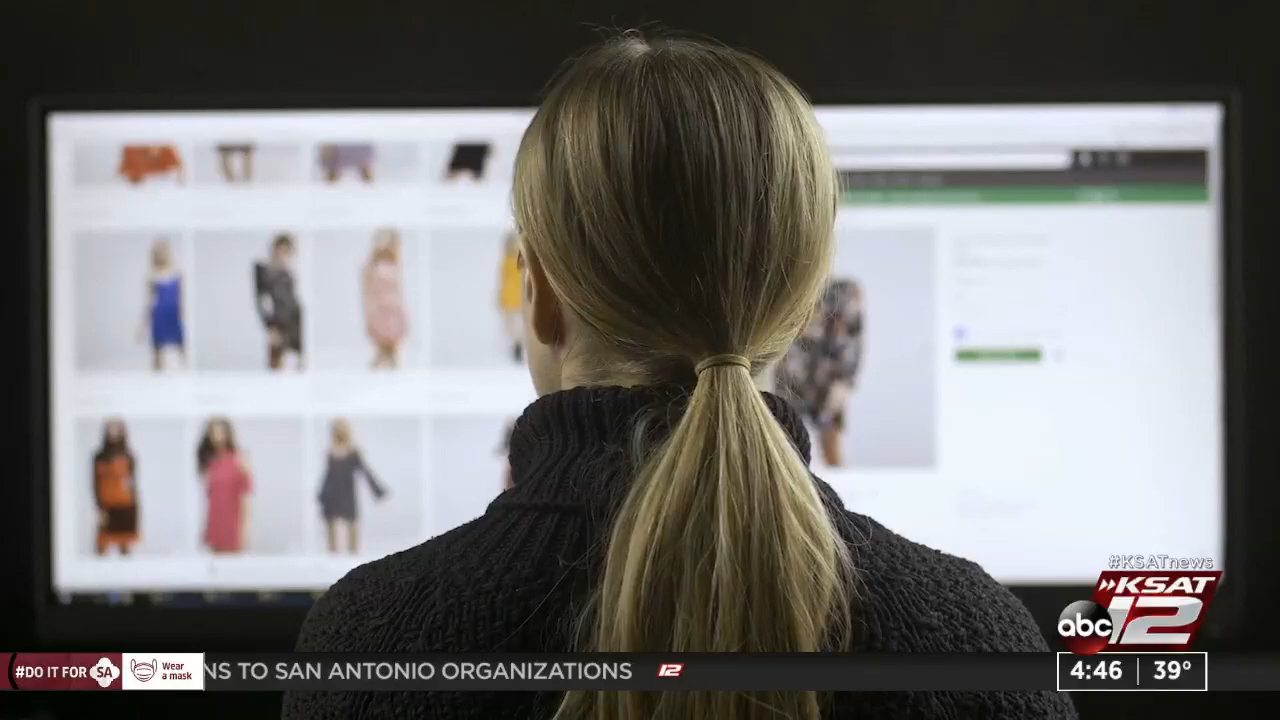 #KSATnews
KSAT
abc 12
#DO IT FOR SA
Wear
a mask
NS TO SAN ANTONIO ORGANIZATIONS 12
4:46 39°